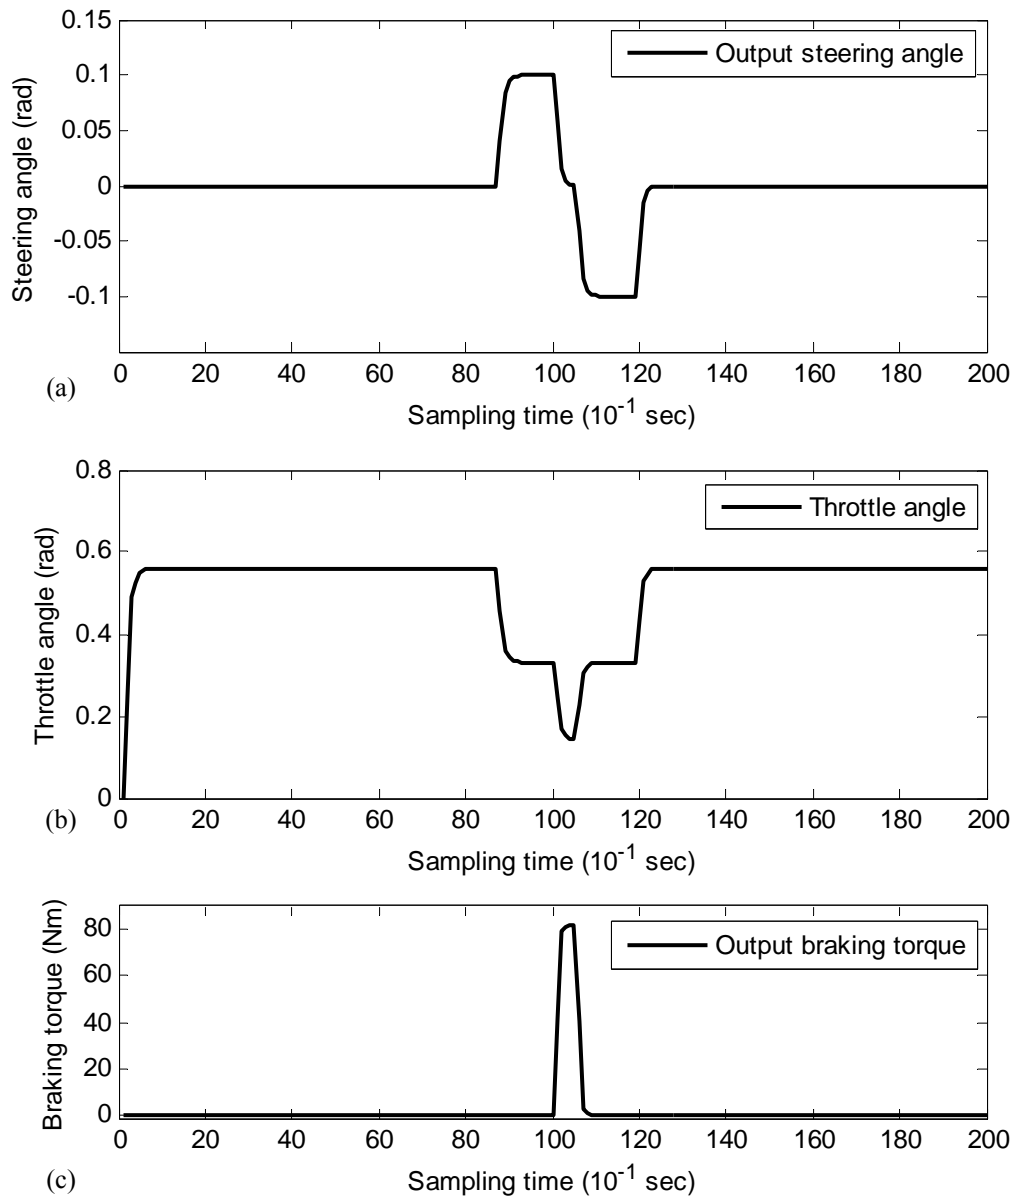 0.15
Output steering angle
0.1
0.05
0
-0.05
-0.1
Steering angle (rad)
0 20 40 60 80 100 120 140 160 180 200
(a)
Sampling time (10⁻¹ sec)
0.8
Throttle angle
0.6
0.4
0.2
0
Throttle angle (rad)
0 20 40 60 80 100 120 140 160 180 200
(b)
Sampling time (10⁻¹ sec)
80
Output braking torque
60
40
20
0
Braking torque (Nm)
0 20 40 60 80 100 120 140 160 180 200
(c)
Sampling time (10⁻¹ sec)